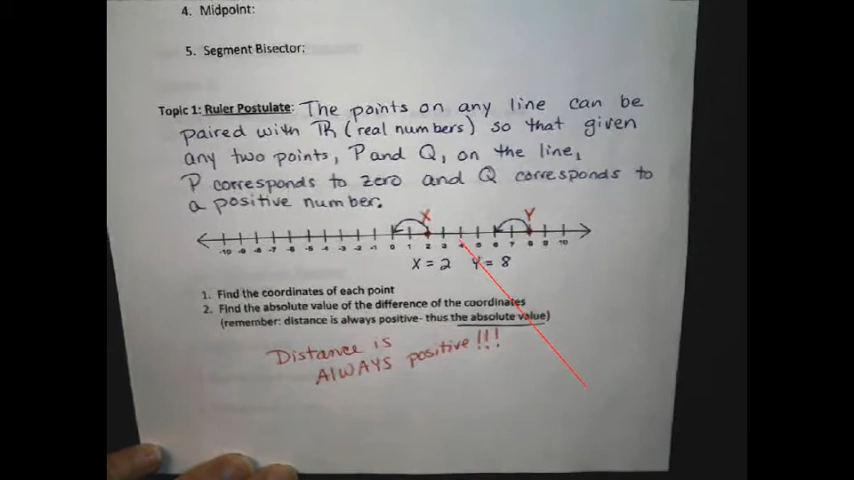 4. Midpoint:
5. Segment Bisector:
Topic 1: Ruler Postulate: The points on any line can be
paired with ℝ (real numbers) so that given
any two points, P and Q, on the line,
P corresponds to zero and Q corresponds to
a positive number.
X Y
-10 -9 -8 -7 -6 -5 -4 -3 -2 -1 0 1 2 3 4 5 6 7 8 9 10
X = 2 Y = 8
1. Find the coordinates of each point
2. Find the absolute value of the difference of the coordinates
(remember: distance is always positive- thus the absolute value)
Distance is
ALWAYS positive!!!